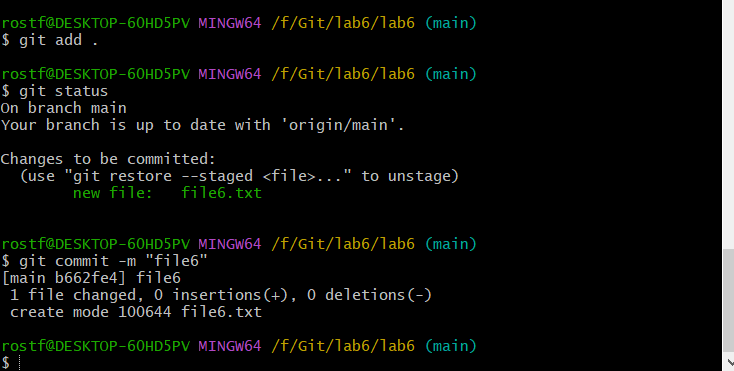 rostf@DESKTOP-6OHD5PV MINGW64 /f/Git/lab6/lab6 (main)
$ git add .
rostf@DESKTOP-6OHD5PV MINGW64 /f/Git/lab6/lab6 (main)
$ git status
On branch main
Your branch is up to date with 'origin/main'.
Changes to be committed:
  (use "git restore --staged <file>..." to unstage)
        new file:   file6.txt
rostf@DESKTOP-6OHD5PV MINGW64 /f/Git/lab6/lab6 (main)
$ git commit -m "file6"
[main b662fe4] file6
 1 file changed, 0 insertions(+), 0 deletions(-)
 create mode 100644 file6.txt
rostf@DESKTOP-6OHD5PV MINGW64 /f/Git/lab6/lab6 (main)
$